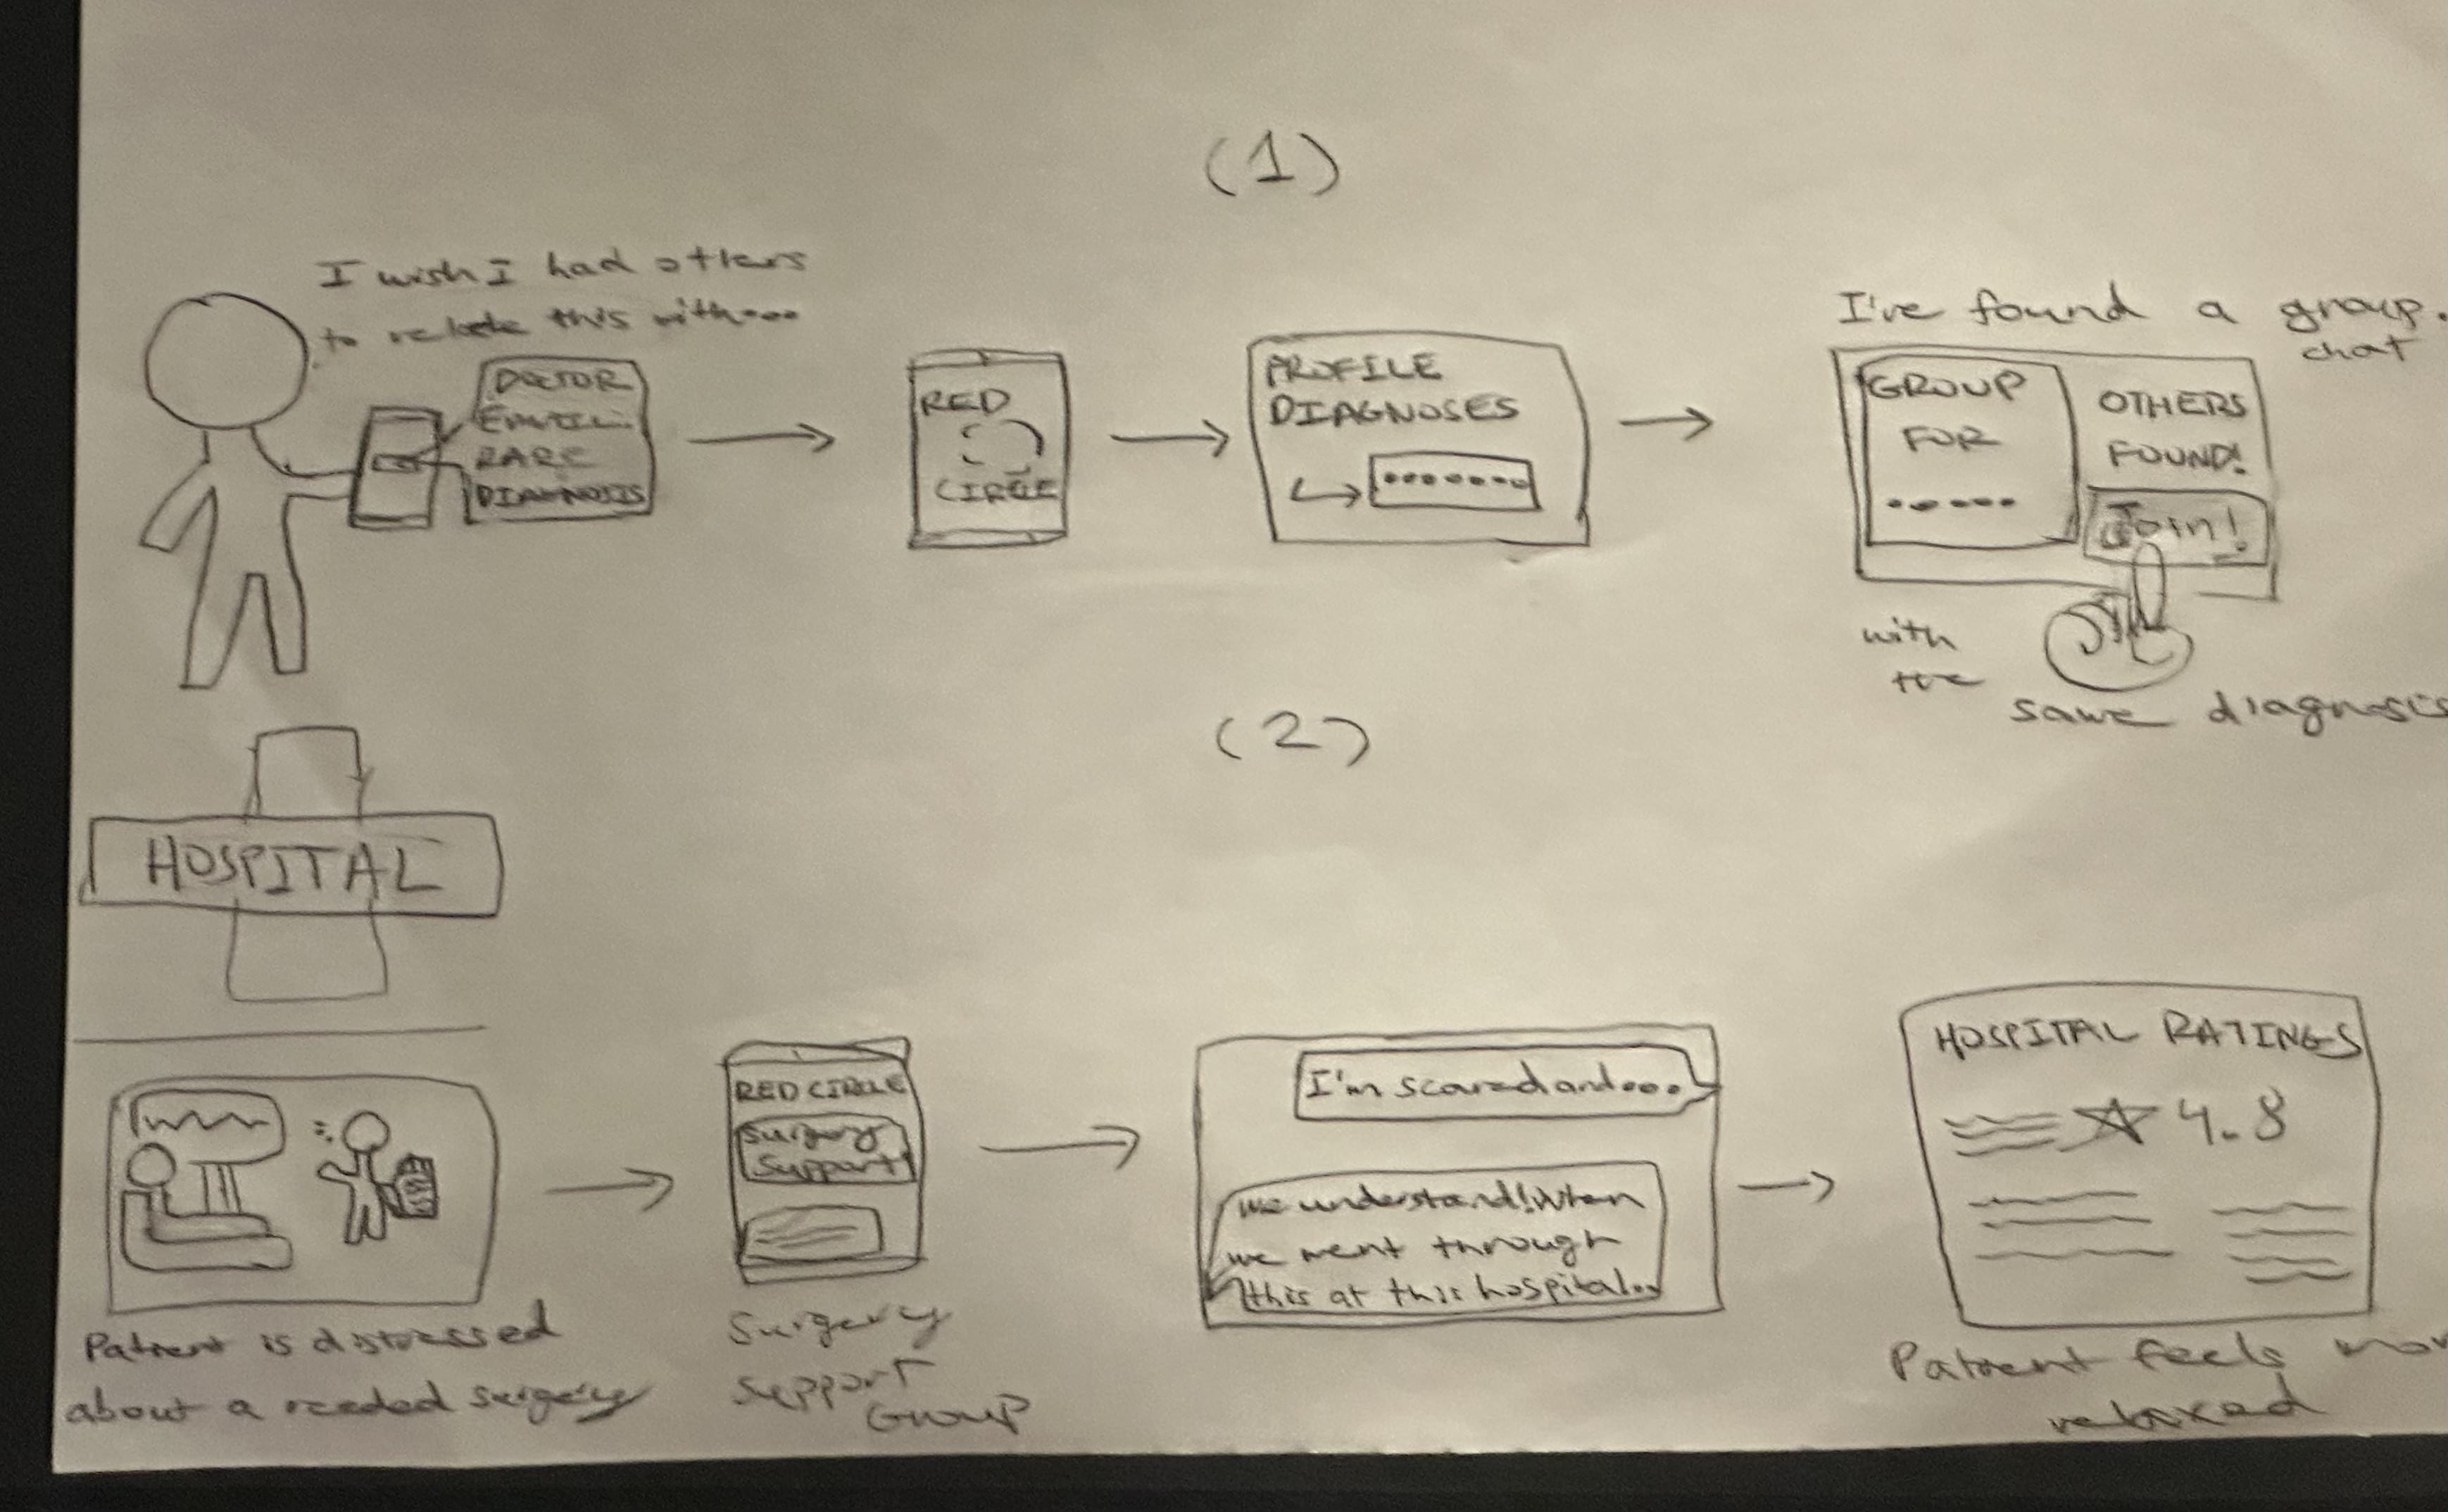 (1)
I wish I had others
to relate this with...
DOCTOR
EMAIL:
RARE
DIAGNOSIS
RED
CIRCLE
PROFILE
DIAGNOSES
I've found a group.
chat
GROUP
FOR
.....
OTHERS
FOUND!
Join!
with
the
same diagnosis
(2)
HOSPITAL
Patient is distressed
about a needed surgery
RED CIRCLE
Surgery
Support
Surgery
Support
Group
I'm scared and....
we understand! When
we went through
this at this hospital..
HOSPITAL RATINGS
4.8
Patient feels
relaxed